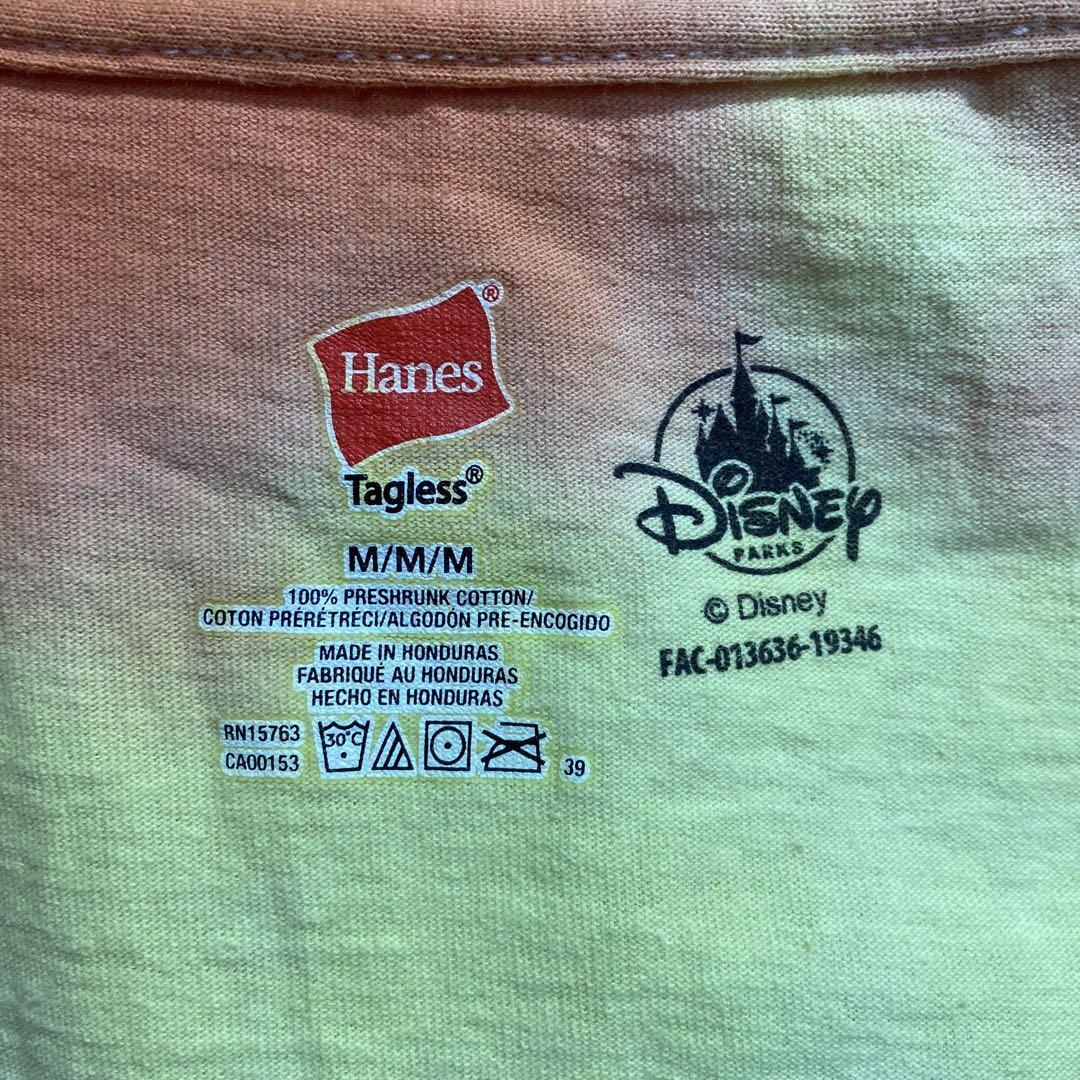 Hanes®
Tagless®
M/M/M
100% PRESHRUNK COTTON/
COTON PRÉRÉTRÉCI/ALGODÓN PRE-ENCOGIDO
MADE IN HONDURAS
FABRIQUÉ AU HONDURAS
HECHO EN HONDURAS
RN15763
CA00153
30°C
39
Disney
PARKS
© Disney
FAC-013636-19346